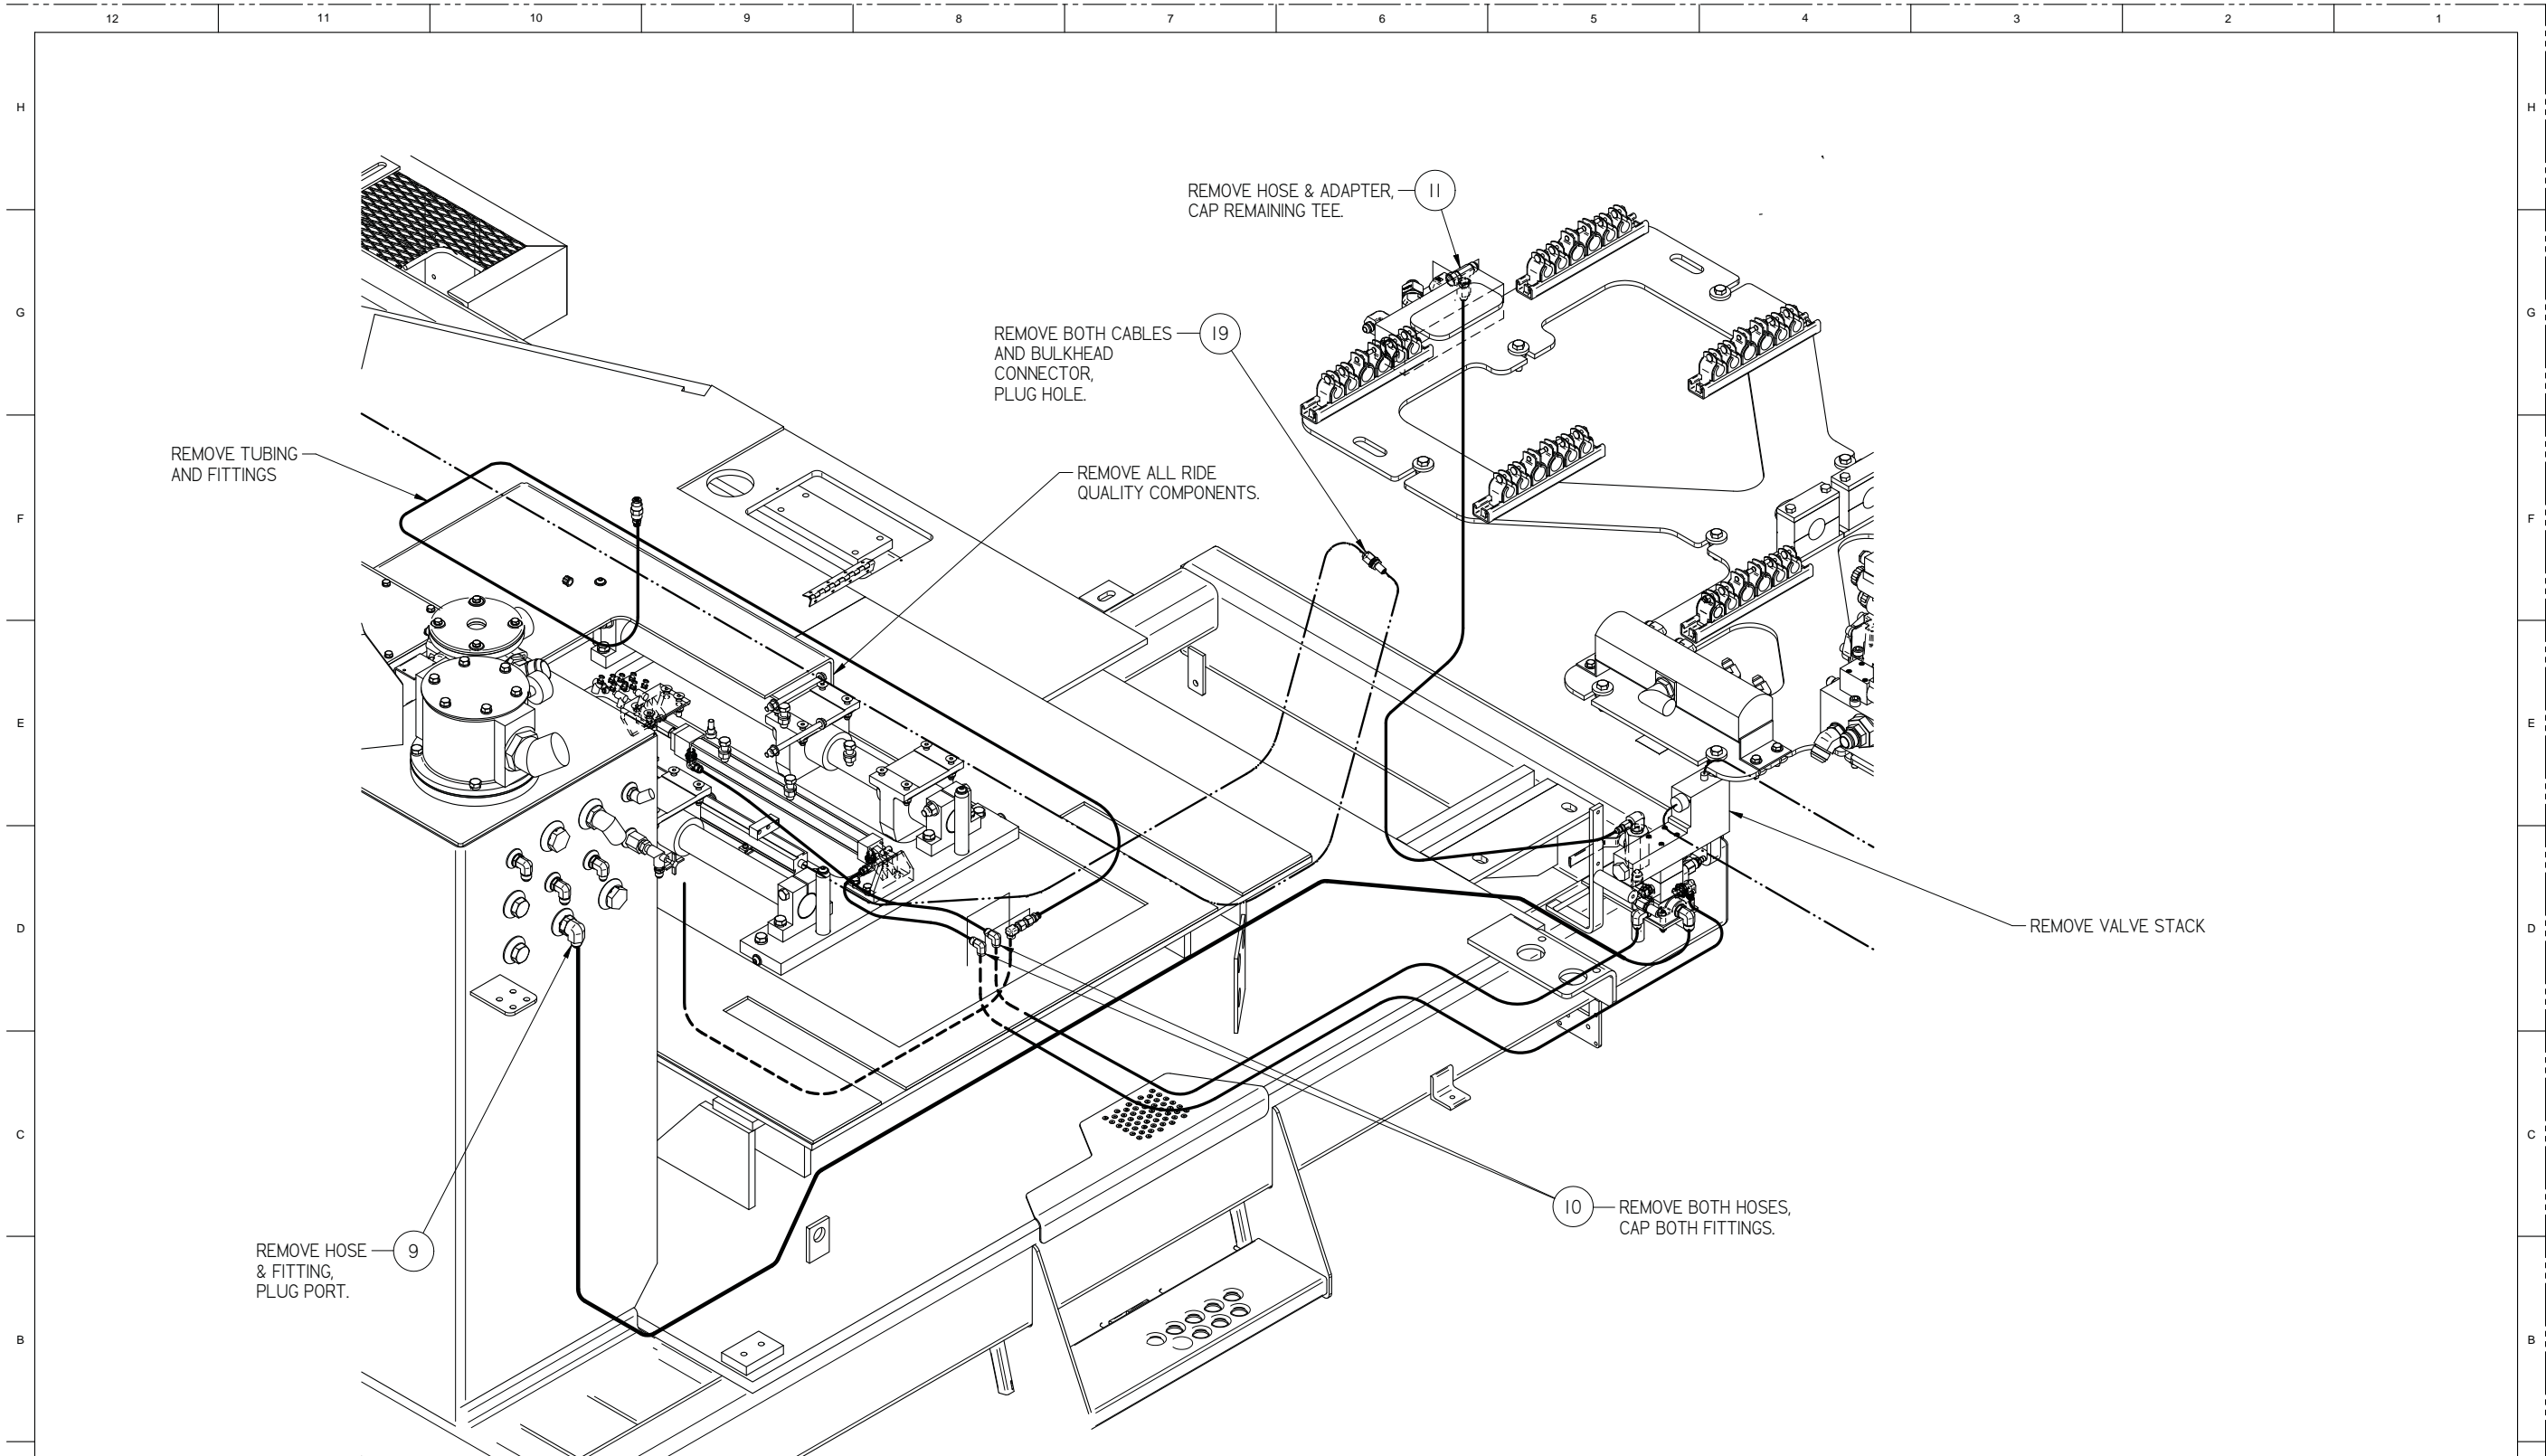 12 11 10 9 8 7 6 5 4 3 2 1
H H
REMOVE HOSE & ADAPTER, 11
CAP REMAINING TEE.
G G
REMOVE BOTH CABLES 19
AND BULKHEAD
CONNECTOR,
PLUG HOLE.
REMOVE TUBING
AND FITTINGS
REMOVE ALL RIDE
QUALITY COMPONENTS.
F F
E E
REMOVE VALVE STACK
D D
C C
10 REMOVE BOTH HOSES,
CAP BOTH FITTINGS.
REMOVE HOSE 9
& FITTING,
PLUG PORT.
B B